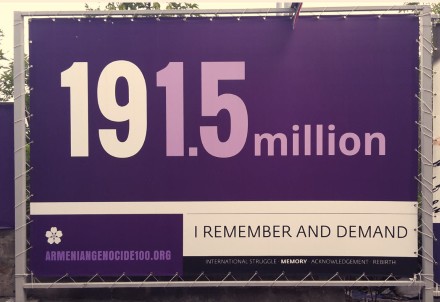 191.5 million
I REMEMBER AND DEMAND
ARMENIANGENOCIDE100.ORG
INTERNATIONAL STRUGGLE · MEMORY · ACKNOWLEDGEMENT · REBIRTH